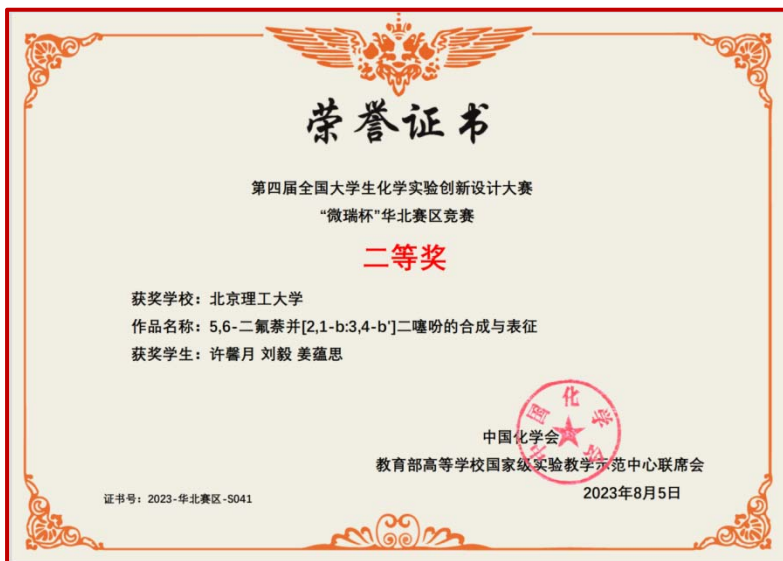 荣誉证书
第四届全国大学生化学实验创新设计大赛
“微瑞杯”华北赛区竞赛
二等奖
获奖学校：北京理工大学
作品名称：5,6-二氟萘并[2,1-b:3,4-b']二噻吩的合成与表征
获奖学生：许馨月 刘毅 姜蕴思
中国化学会
中国化学会
教育部高等学校国家级实验教学示范中心联席会
证书号：2023-华北赛区-S041
2023年8月5日